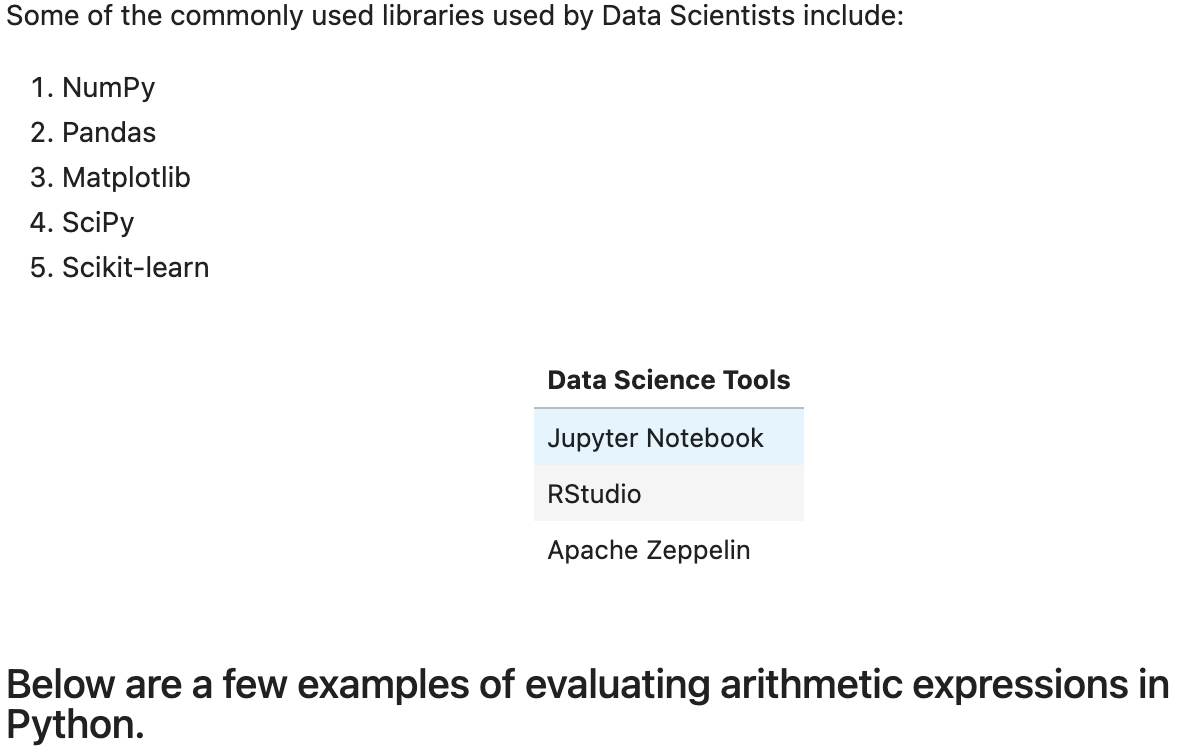 Some of the commonly used libraries used by Data Scientists include:
1. NumPy
2. Pandas
3. Matplotlib
4. SciPy
5. Scikit-learn
Data Science Tools
Jupyter Notebook
RStudio
Apache Zeppelin
Below are a few examples of evaluating arithmetic expressions in
Python.